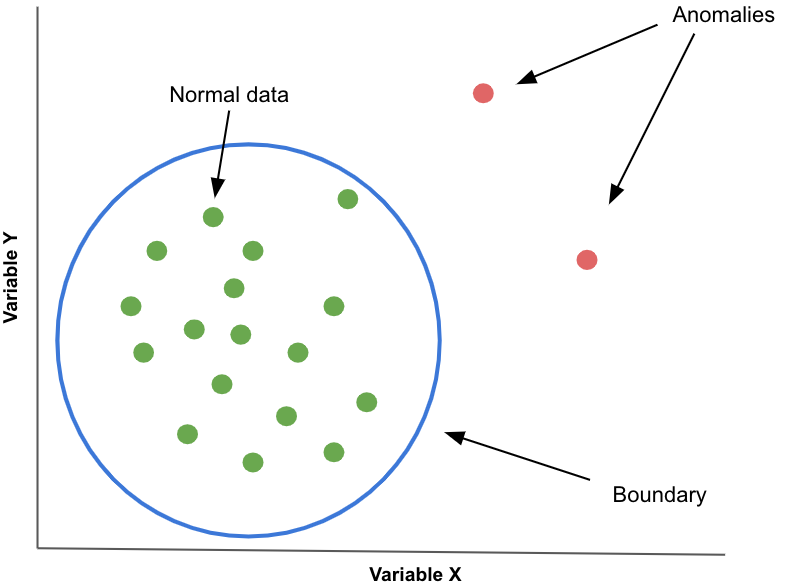 Anomalies
Normal data
Variable Y
Boundary
Variable X